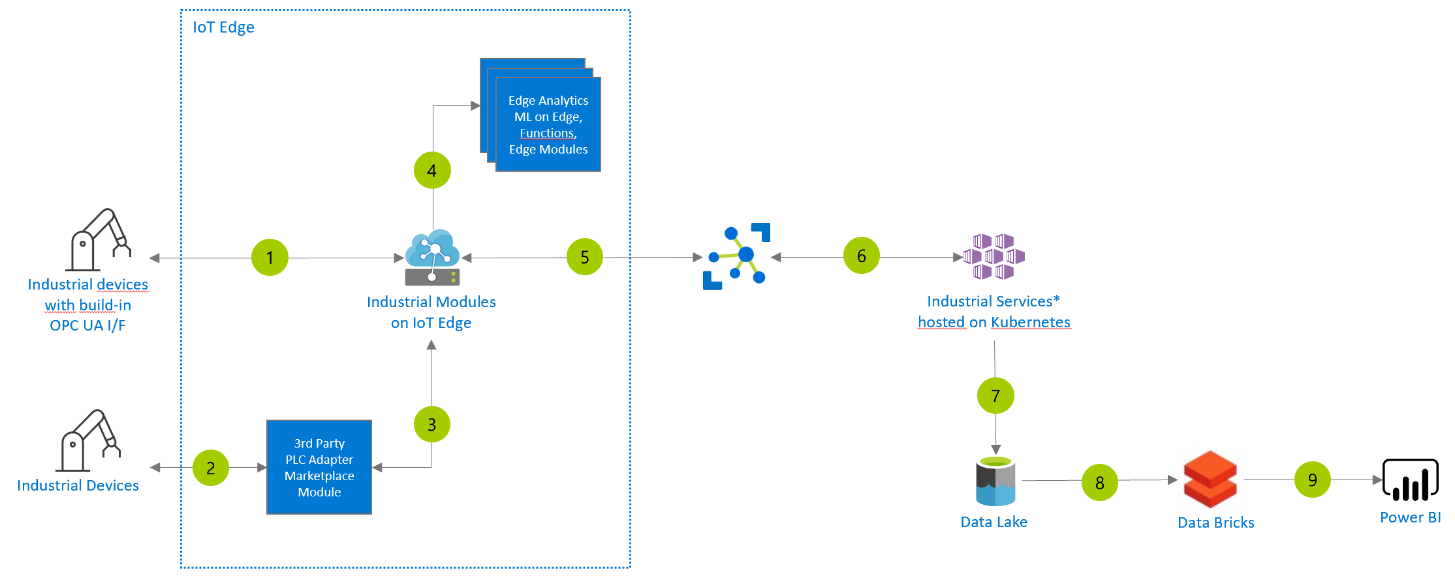 IoT Edge
Edge Analytics
ML on Edge,
Functions,
Edge Modules
4
1
5
6
Industrial devices
with build-in
OPC UA I/F
Industrial Modules
on IoT Edge
Industrial Services*
hosted on Kubernetes
7
3
2
3rd Party
PLC Adapter
Marketplace
Module
Industrial Devices
8
9
Data Lake
Data Bricks
Power BI